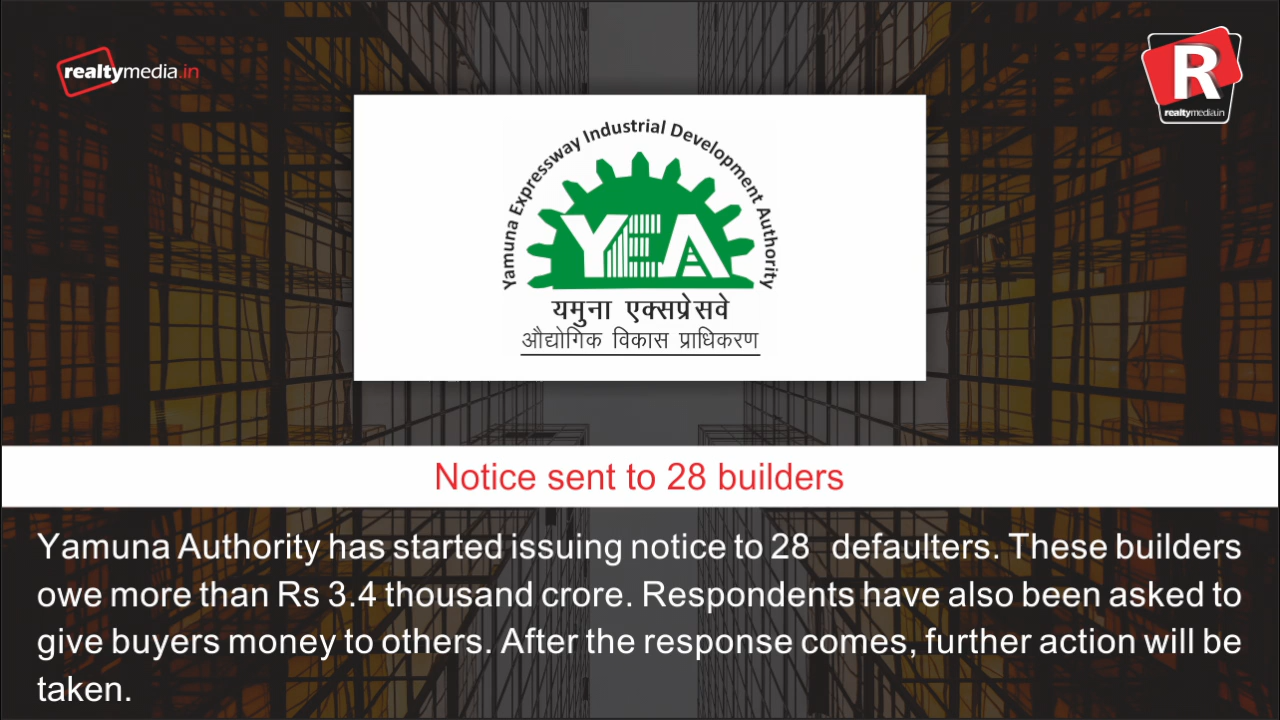 realtymedia.in
R
realtymedia.in
Yamuna Expressway Industrial Development Authority
YEA
यमुना एक्सप्रेसवे
औद्योगिक विकास प्राधिकरण
Notice sent to 28 builders
Yamuna Authority has started issuing notice to 28 defaulters. These builders
owe more than Rs 3.4 thousand crore. Respondents have also been asked to
give buyers money to others. After the response comes, further action will be
taken.